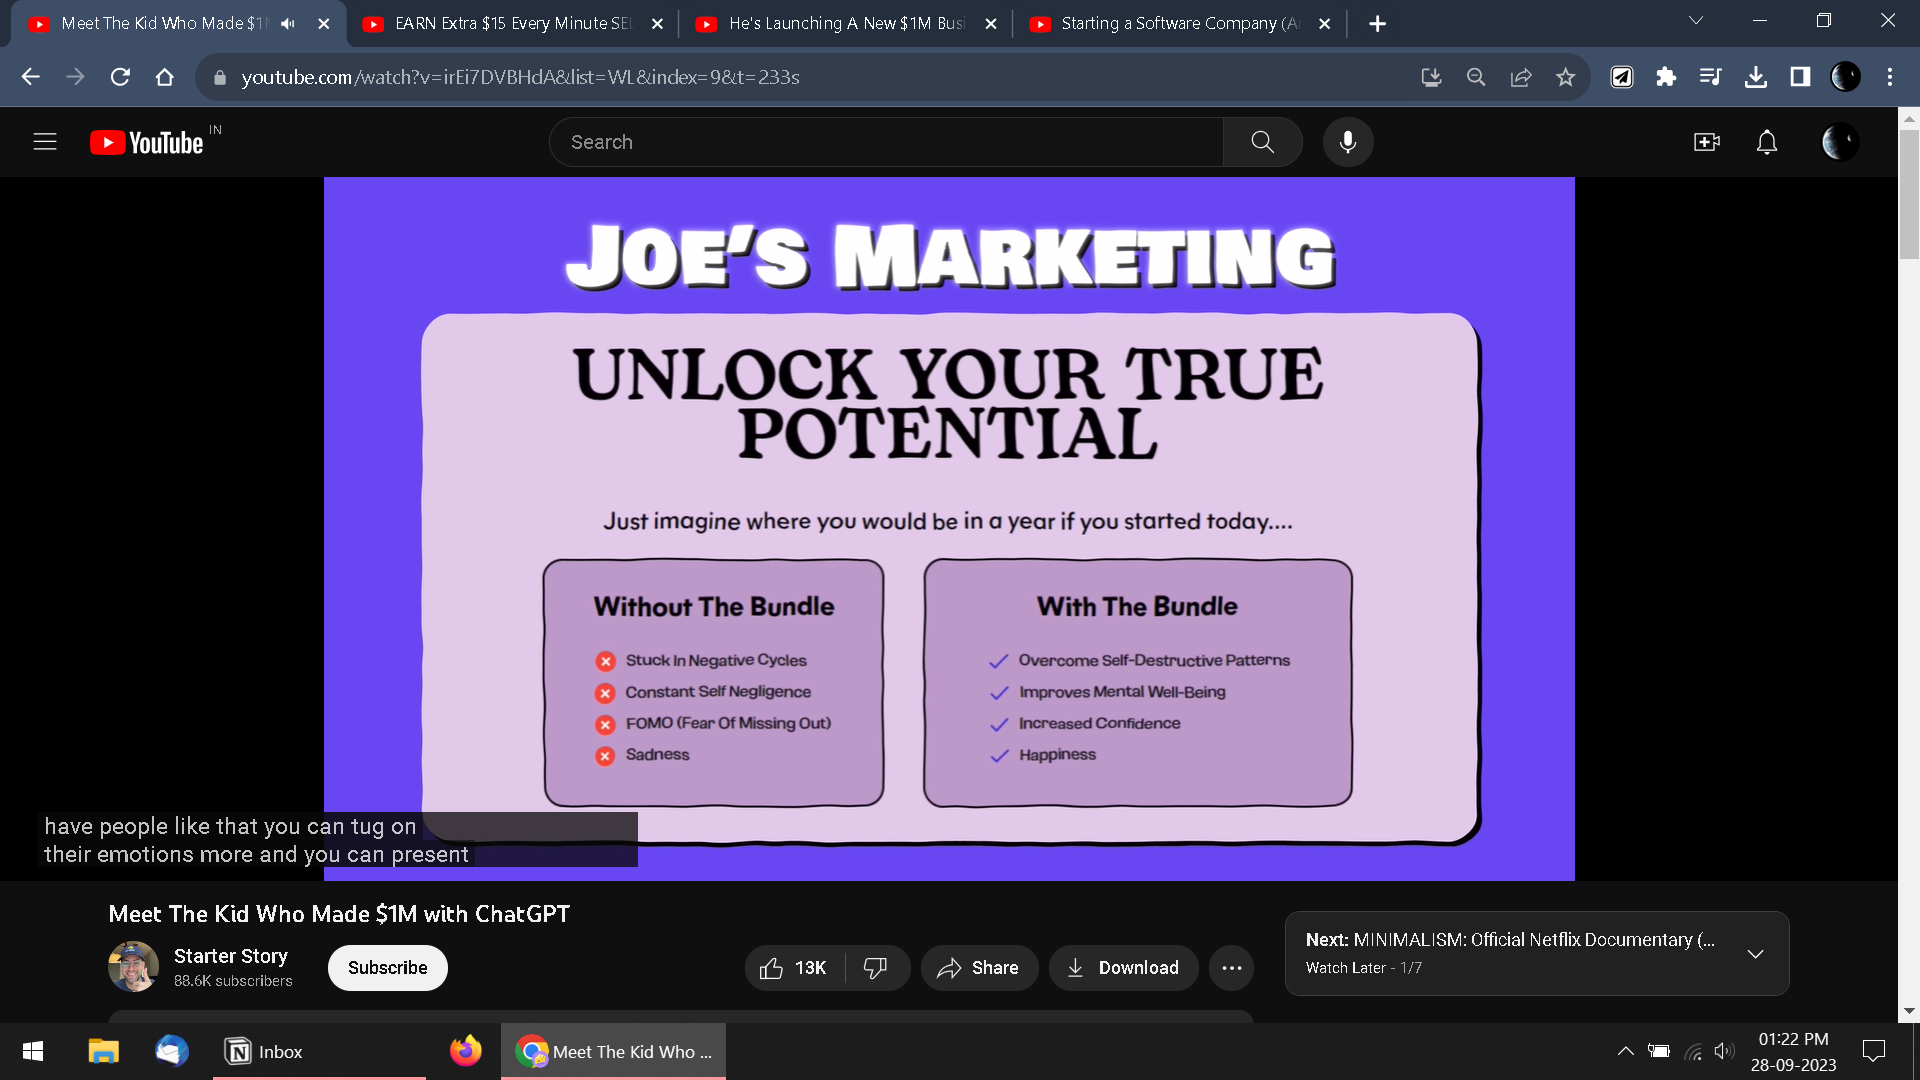 Meet The Kid Who Made $1M
EARN Extra $15 Every Minute SEL
He's Launching A New $1M Busi
Starting a Software Company (A
youtube.com/watch?v=irEi7DVBHdA&list=WL&index=9&t=233s
YouTube IN
Search
JOE'S MARKETING
UNLOCK YOUR TRUE
POTENTIAL
Just imagine where you would be in a year if you started today....
Without The Bundle
Stuck In Negative Cycles
Constant Self Negligence
FOMO (Fear Of Missing Out)
Sadness
With The Bundle
Overcome Self-Destructive Patterns
Improves Mental Well-Being
Increased Confidence
Happiness
have people like that you can tug on
their emotions more and you can present
Meet The Kid Who Made $1M with ChatGPT
Starter Story
88.6K subscribers
Subscribe
13K
Share
Download
Next: MINIMALISM: Official Netflix Documentary (...
Watch Later - 1/7
Inbox
Meet The Kid Who ...
01:22 PM
28-09-2023